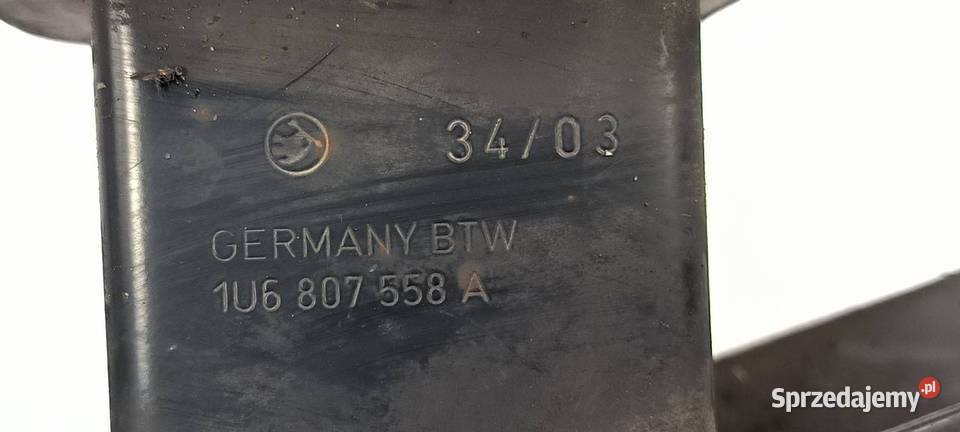 34/03
GERMANY BTW
1U6 807 558 A
Sprzedajemy.pl